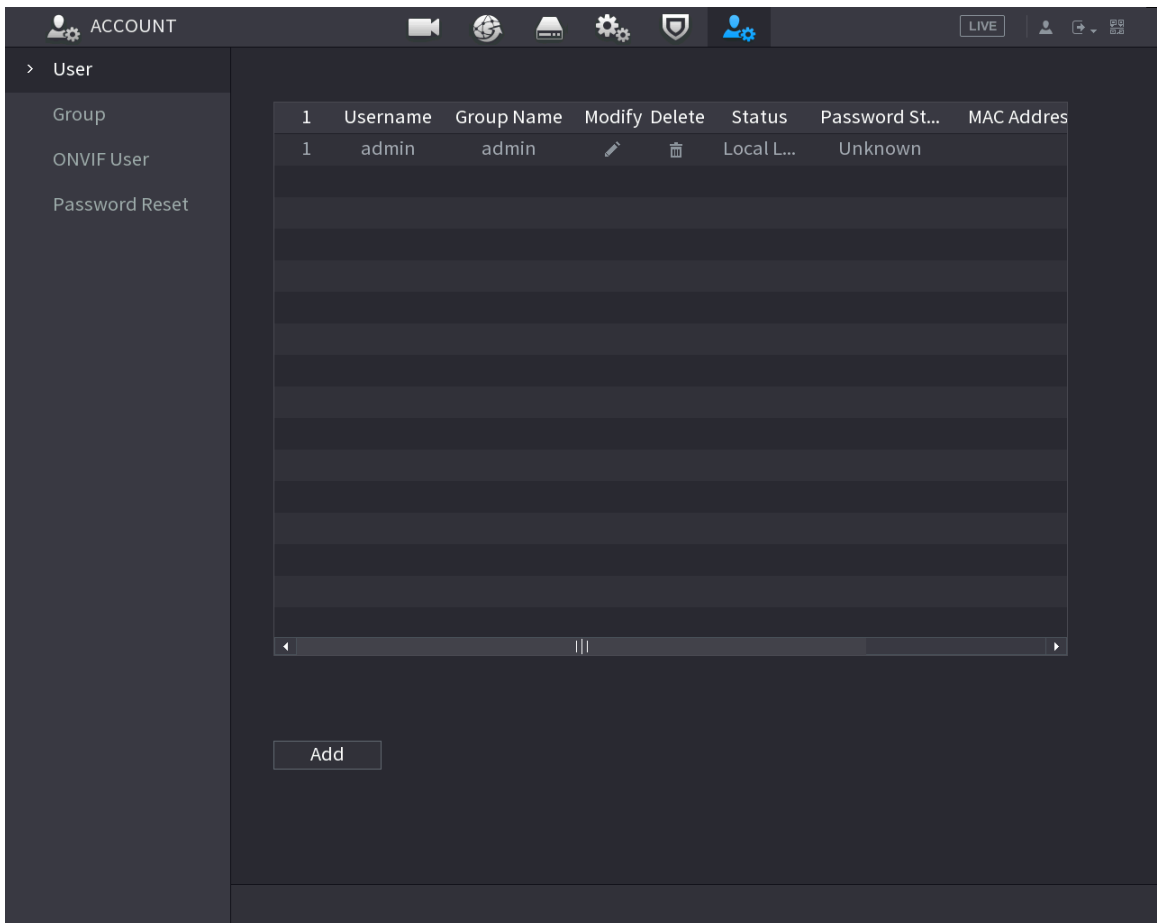 ACCOUNT LIVE
User
Group
ONVIF User
Password Reset
1 Username Group Name Modify Delete Status Password St... MAC Addres
1 admin admin Local L... Unknown
Add